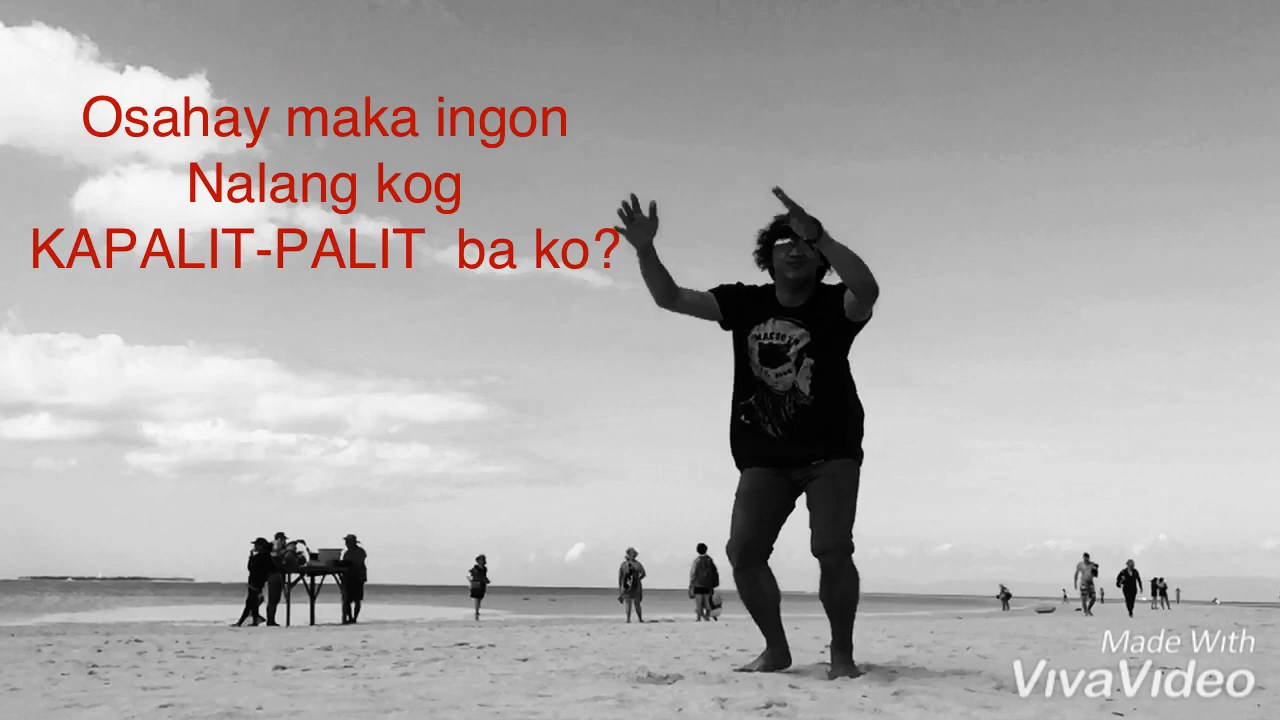 Osahay maka ingon
Nalang kog
KAPALIT-PALIT ba ko?
Made With
VivaVideo